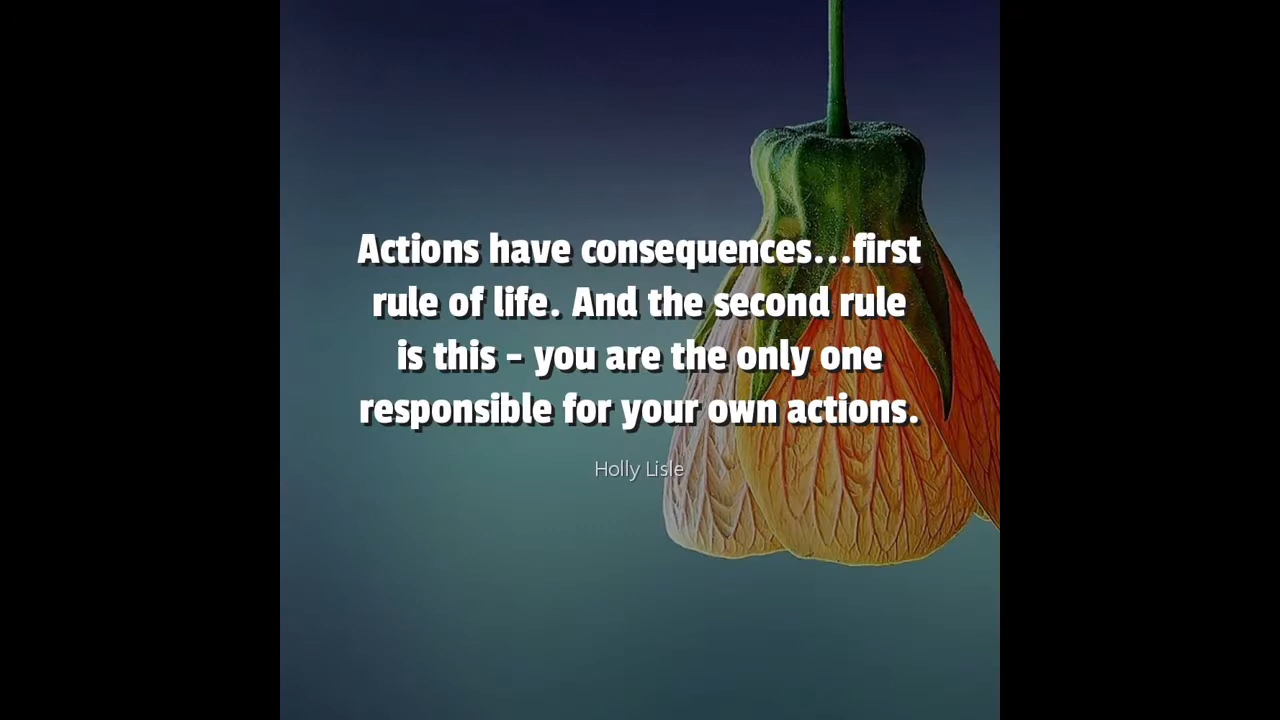 Actions have consequences...first
rule of life. And the second rule
is this - you are the only one
responsible for your own actions.
Holly Lisle